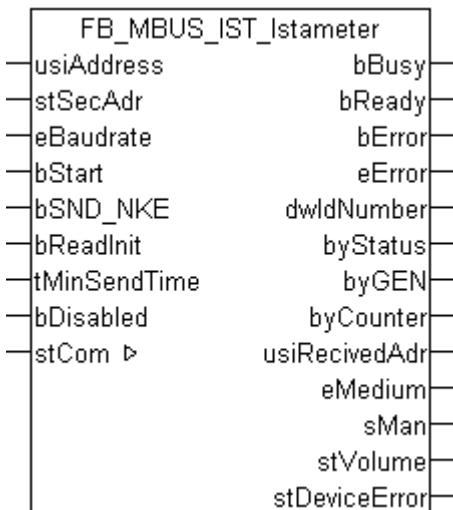 FB_MBUS_IST_Istameter
usiAddress bBusy
stSecAdr bReady
eBaudrate bError
bStart eError
bSND_NKE dwIdNumber
bReadInit byStatus
tMinSendTime byGEN
bDisabled byCounter
stCom ▷ usiRecivedAdr
eMedium
sMan
stVolume
stDeviceError